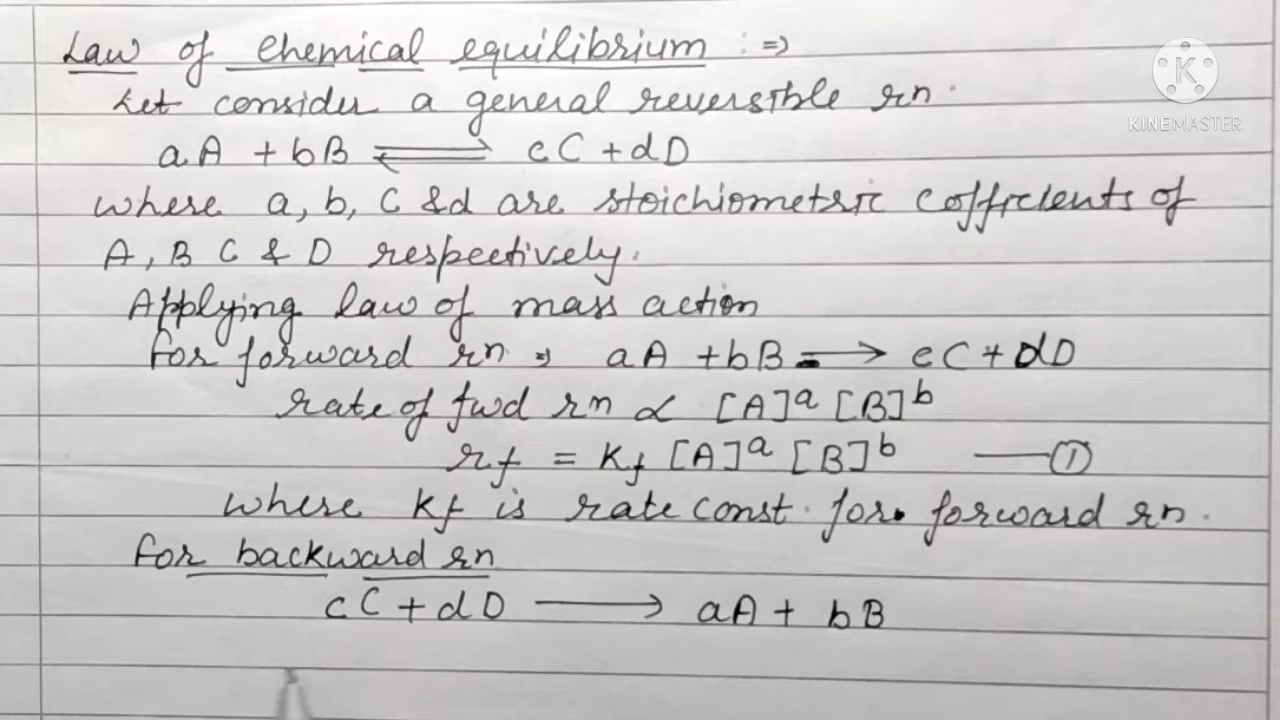 Law of chemical equilibrium :⇒
Let consider a general reversible rn.
aA + bB ⇌ cC + dD
where a, b, c & d are stoichiometric cofficients of
A, B C & D respectively.
Applying law of mass action
For forward rn ⇒ aA + bB ⟶ cC + dD
rate of fwd rn ∝ [A]ᵃ [B]ᵇ
rf = Kf [A]ᵃ [B]ᵇ —①
where Kf is rate const. for forward rn.
For backward rn
cC + dD ⟶ aA + bB
K
KINEMASTER